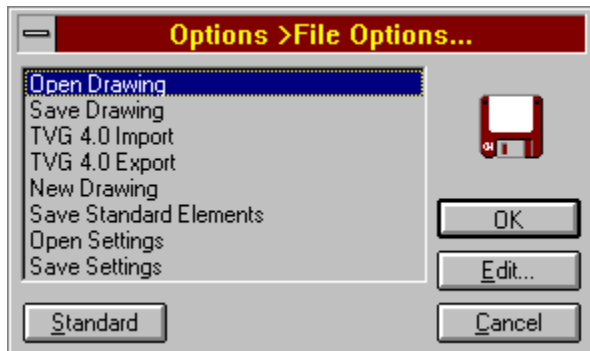 Options >File Options...
Open Drawing
Save Drawing
TVG 4.0 Import
TVG 4.0 Export
New Drawing
Save Standard Elements
Open Settings
Save Settings
OK
Edit...
Standard
Cancel